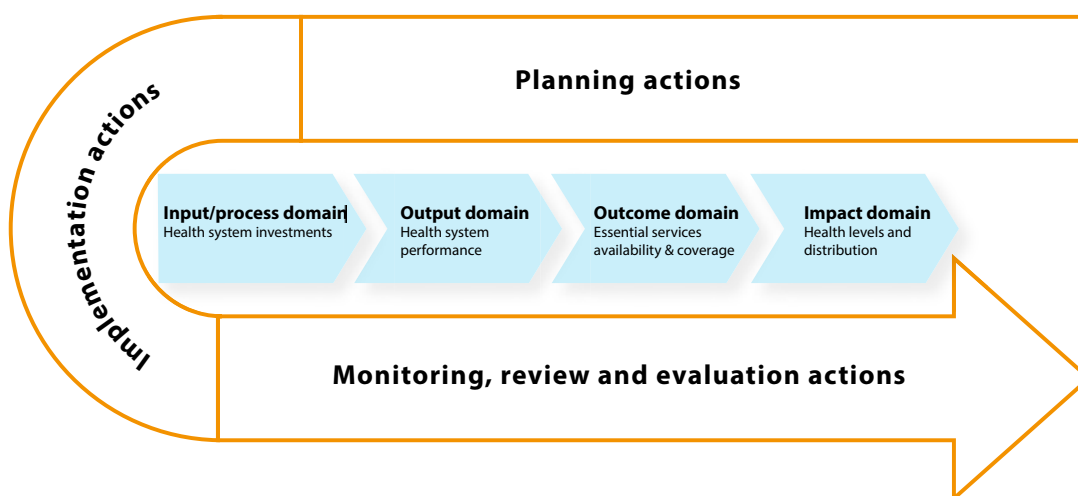 Planning actions
Implementation actions
Input/process domain
Health system investments
Output domain
Health system
performance
Outcome domain
Essential services
availability & coverage
Impact domain
Health levels and
distribution
Monitoring, review and evaluation actions